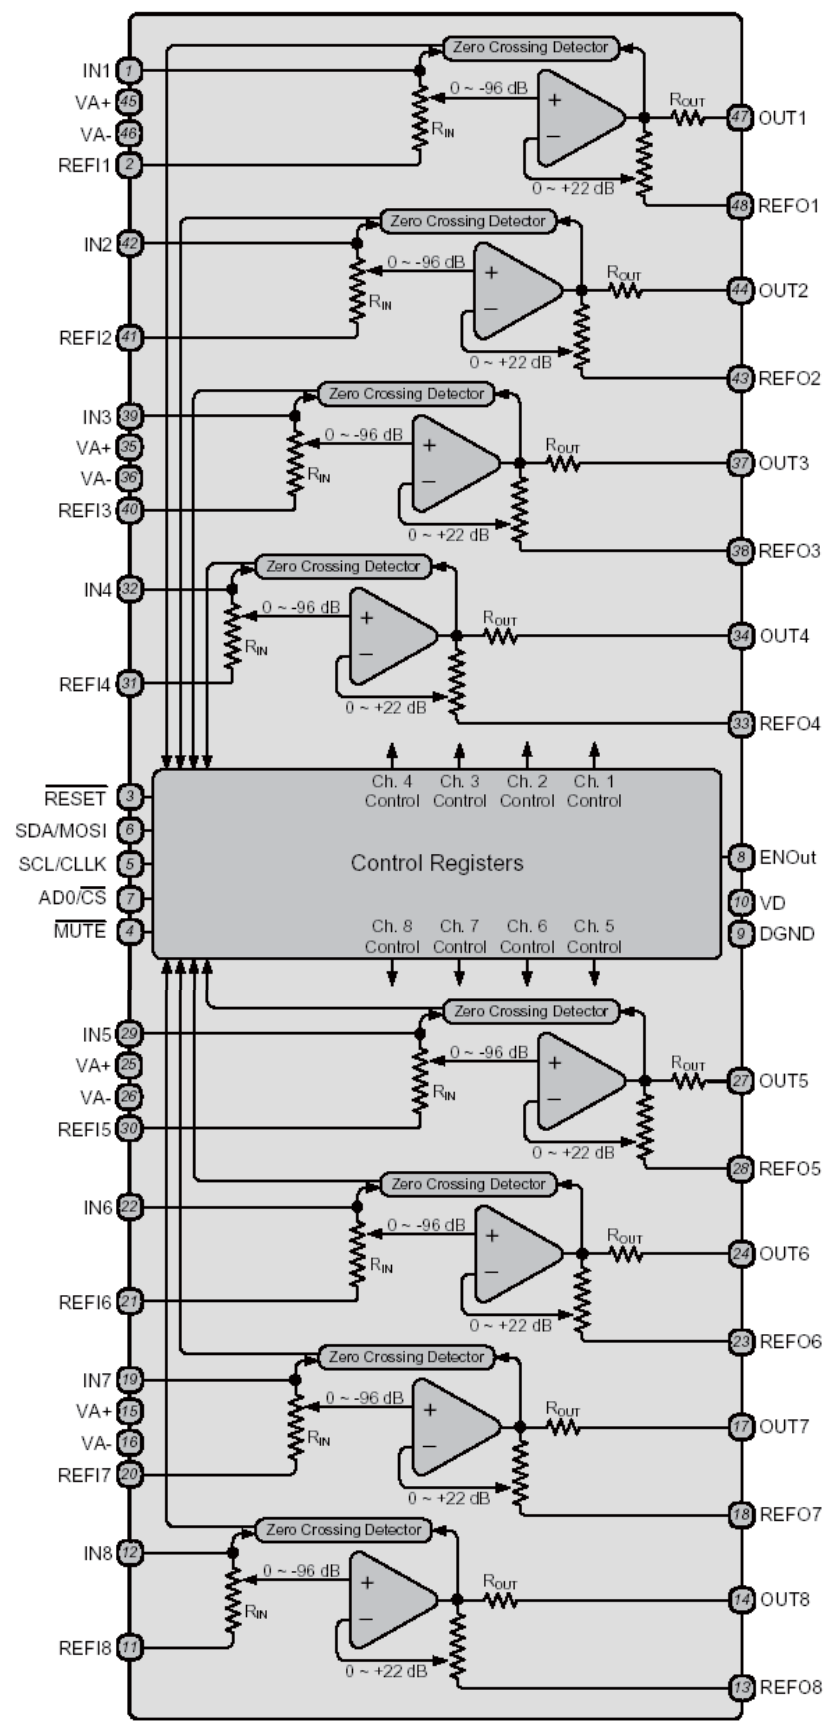 Zero Crossing Detector
IN1 1
0 ~ -96 dB
VA+ 45
+
ROUT
47 OUT1
VA- 46
RIN
−
REFI1 2
0 ~ +22 dB
48 REFO1
Zero Crossing Detector
IN2 42
0 ~ -96 dB
+
ROUT
44 OUT2
RIN
−
REFI2 41
0 ~ +22 dB
43 REFO2
Zero Crossing Detector
IN3 39
0 ~ -96 dB
VA+ 35
+
ROUT
37 OUT3
VA- 36
RIN
−
REFI3 40
0 ~ +22 dB
38 REFO3
Zero Crossing Detector
IN4 32
0 ~ -96 dB
+
ROUT
34 OUT4
RIN
−
REFI4 31
0 ~ +22 dB
33 REFO4
Ch. 4 Control
Ch. 3 Control
Ch. 2 Control
Ch. 1 Control
RESET 3
SDA/MOSI 6
SCL/CLLK 5
AD0/CS 7
MUTE 4
Control Registers
8 ENOut
10 VD
9 DGND
Ch. 8 Control
Ch. 7 Control
Ch. 6 Control
Ch. 5 Control
Zero Crossing Detector
IN5 29
0 ~ -96 dB
VA+ 25
+
ROUT
27 OUT5
VA- 26
RIN
−
REFI5 30
0 ~ +22 dB
28 REFO5
Zero Crossing Detector
IN6 22
0 ~ -96 dB
+
ROUT
24 OUT6
RIN
−
REFI6 21
0 ~ +22 dB
23 REFO6
Zero Crossing Detector
IN7 19
0 ~ -96 dB
VA+ 15
+
ROUT
17 OUT7
VA- 16
RIN
−
REFI7 20
0 ~ +22 dB
18 REFO7
Zero Crossing Detector
IN8 12
0 ~ -96 dB
+
ROUT
14 OUT8
RIN
−
REFI8 11
0 ~ +22 dB
13 REFO8